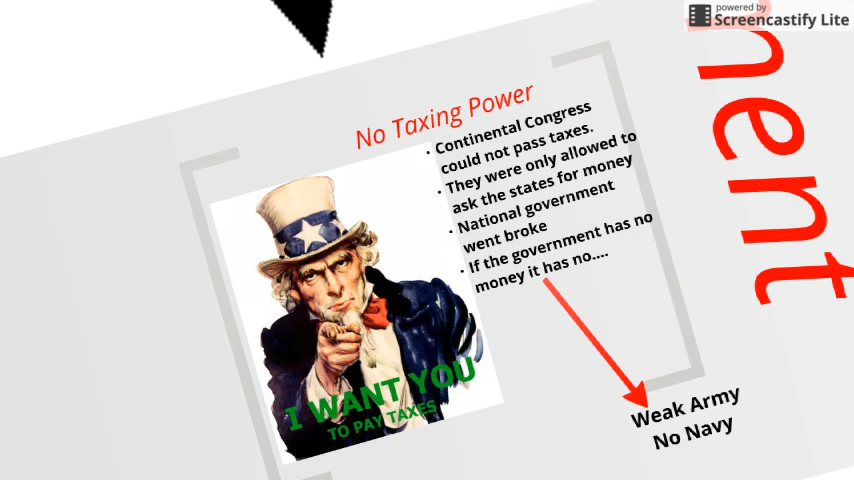 powered by
Screencastify Lite
nent
No Taxing Power
· Continental Congress
could not pass taxes.
· They were only allowed to
ask the states for money
· National government
went broke
· If the government has no
money it has no....
I WANT YOU
TO PAY TAXES
Weak Army
No Navy